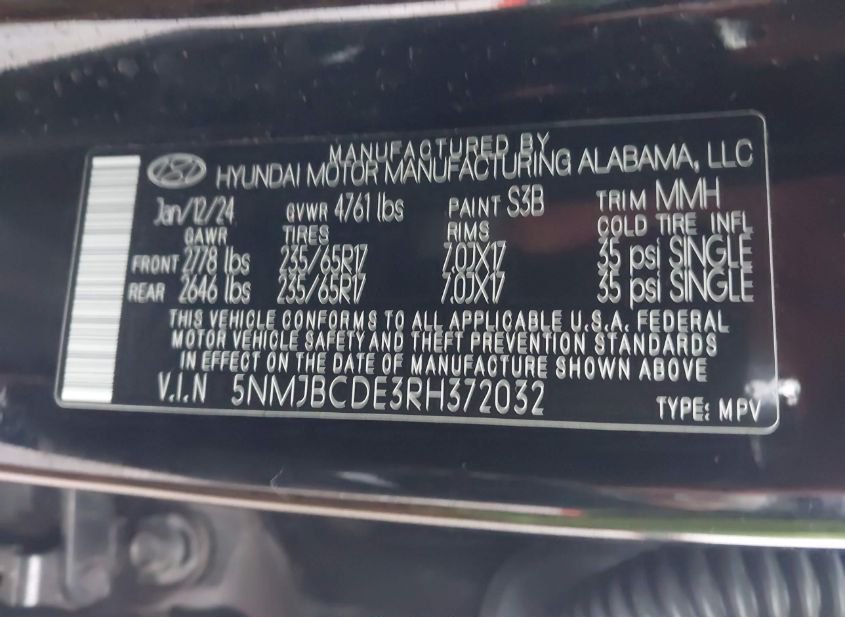 MANUFACTURED BY
HYUNDAI MOTOR MANUFACTURING ALABAMA, LLC
Jan/12/24 GVWR 4761 lbs PAINT S3B TRIM MMH
GAWR TIRES RIMS COLD TIRE INFL
FRONT 2778 lbs 235/65R17 7.0JX17 35 psi SINGLE
REAR 2646 lbs 235/65R17 7.0JX17 35 psi SINGLE
THIS VEHICLE CONFORMS TO ALL APPLICABLE U.S.A. FEDERAL
MOTOR VEHICLE SAFETY AND THEFT PREVENTION STANDARDS
IN EFFECT ON THE DATE OF MANUFACTURE SHOWN ABOVE
V.I.N 5NMJBCDE3RH372032 TYPE: MPV